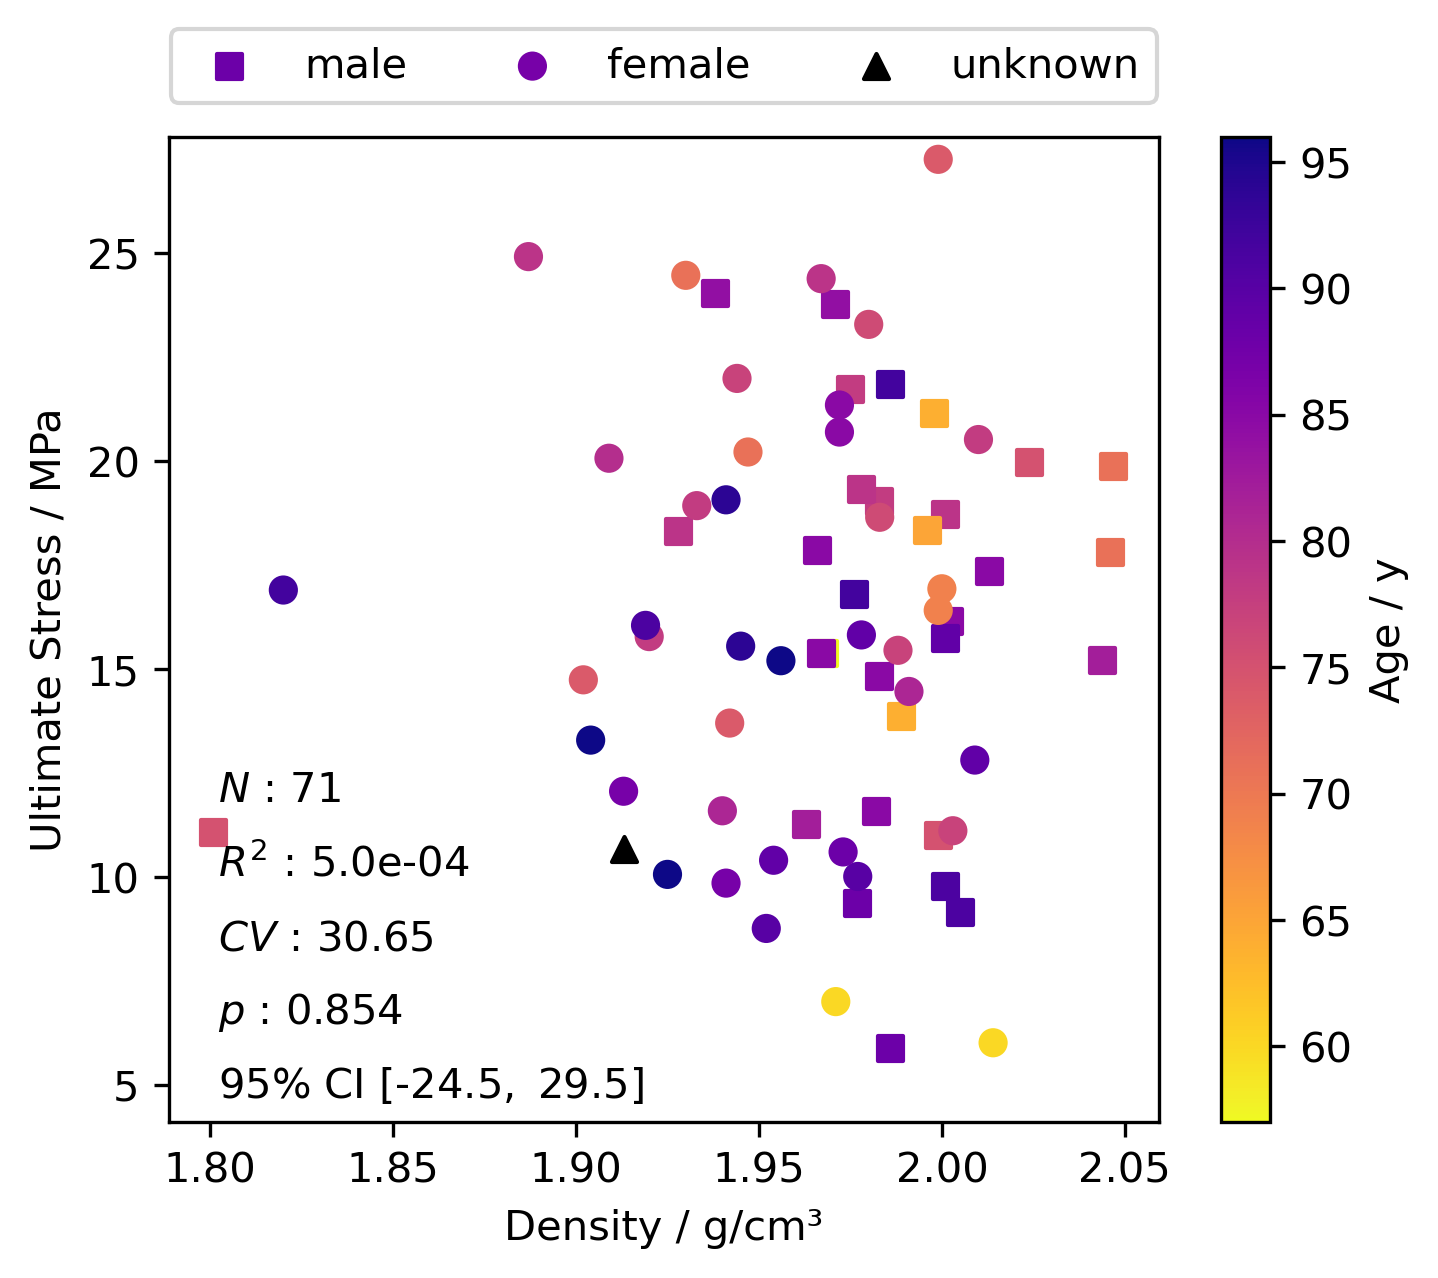 male female unknown
25
20
15
10
5
Ultimate Stress / MPa
N : 71
R² : 5.0e-04
CV : 30.65
p : 0.854
95% CI [-24.5, 29.5]
1.80 1.85 1.90 1.95 2.00 2.05
Density / g/cm³
95
90
85
80
75
70
65
60
Age / y